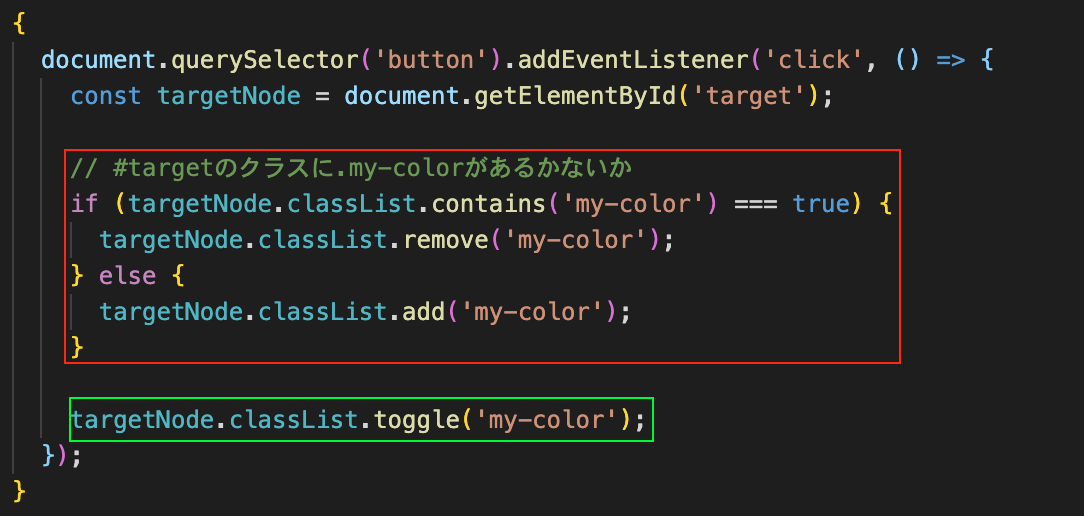 {
document.querySelector('button').addEventListener('click', () => {
const targetNode = document.getElementById('target');
// #targetのクラスに.my-colorがあるかないか
if (targetNode.classList.contains('my-color') === true) {
targetNode.classList.remove('my-color');
} else {
targetNode.classList.add('my-color');
}
targetNode.classList.toggle('my-color');
});
}